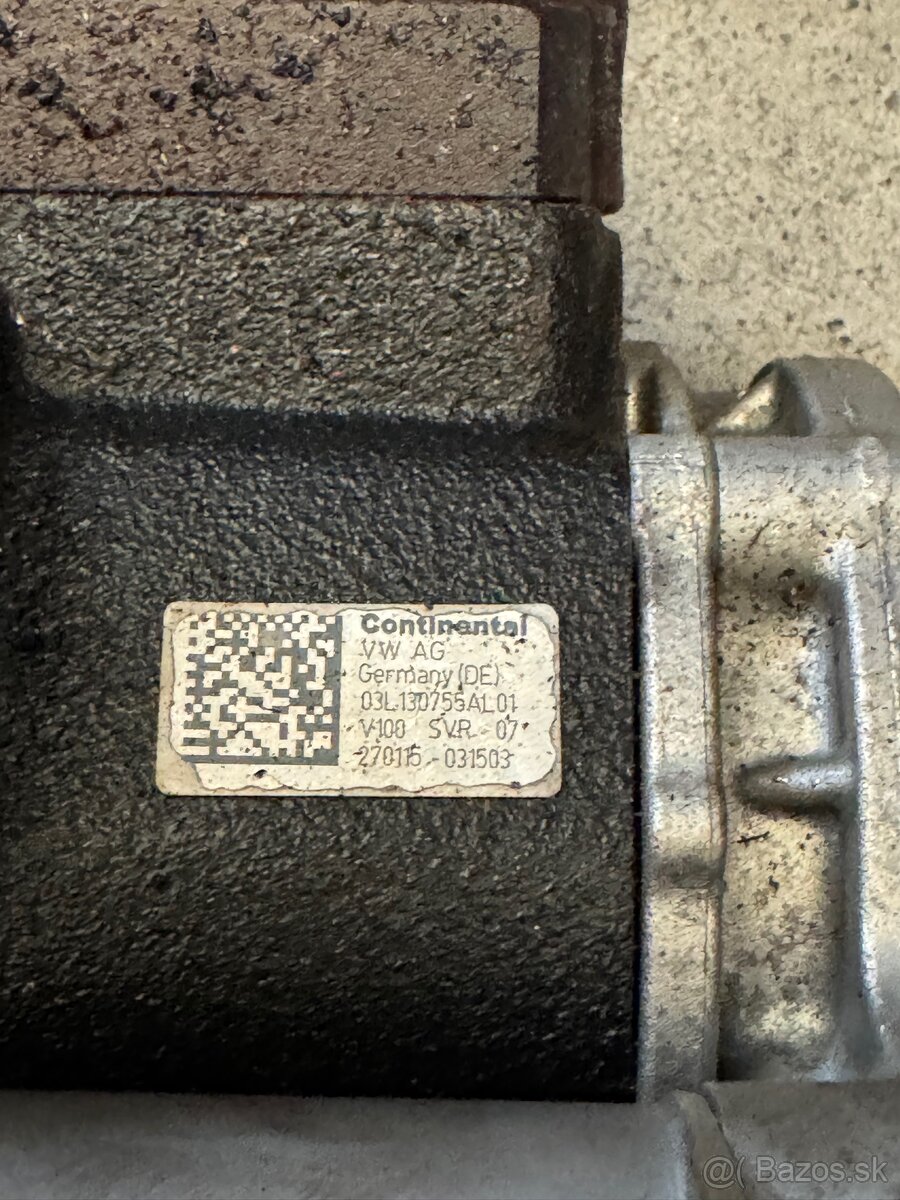 Continental
VW AG
Germany (DE)
03L130755AL01
V100 SVR 07
270115 031503
@( Bazos.sk